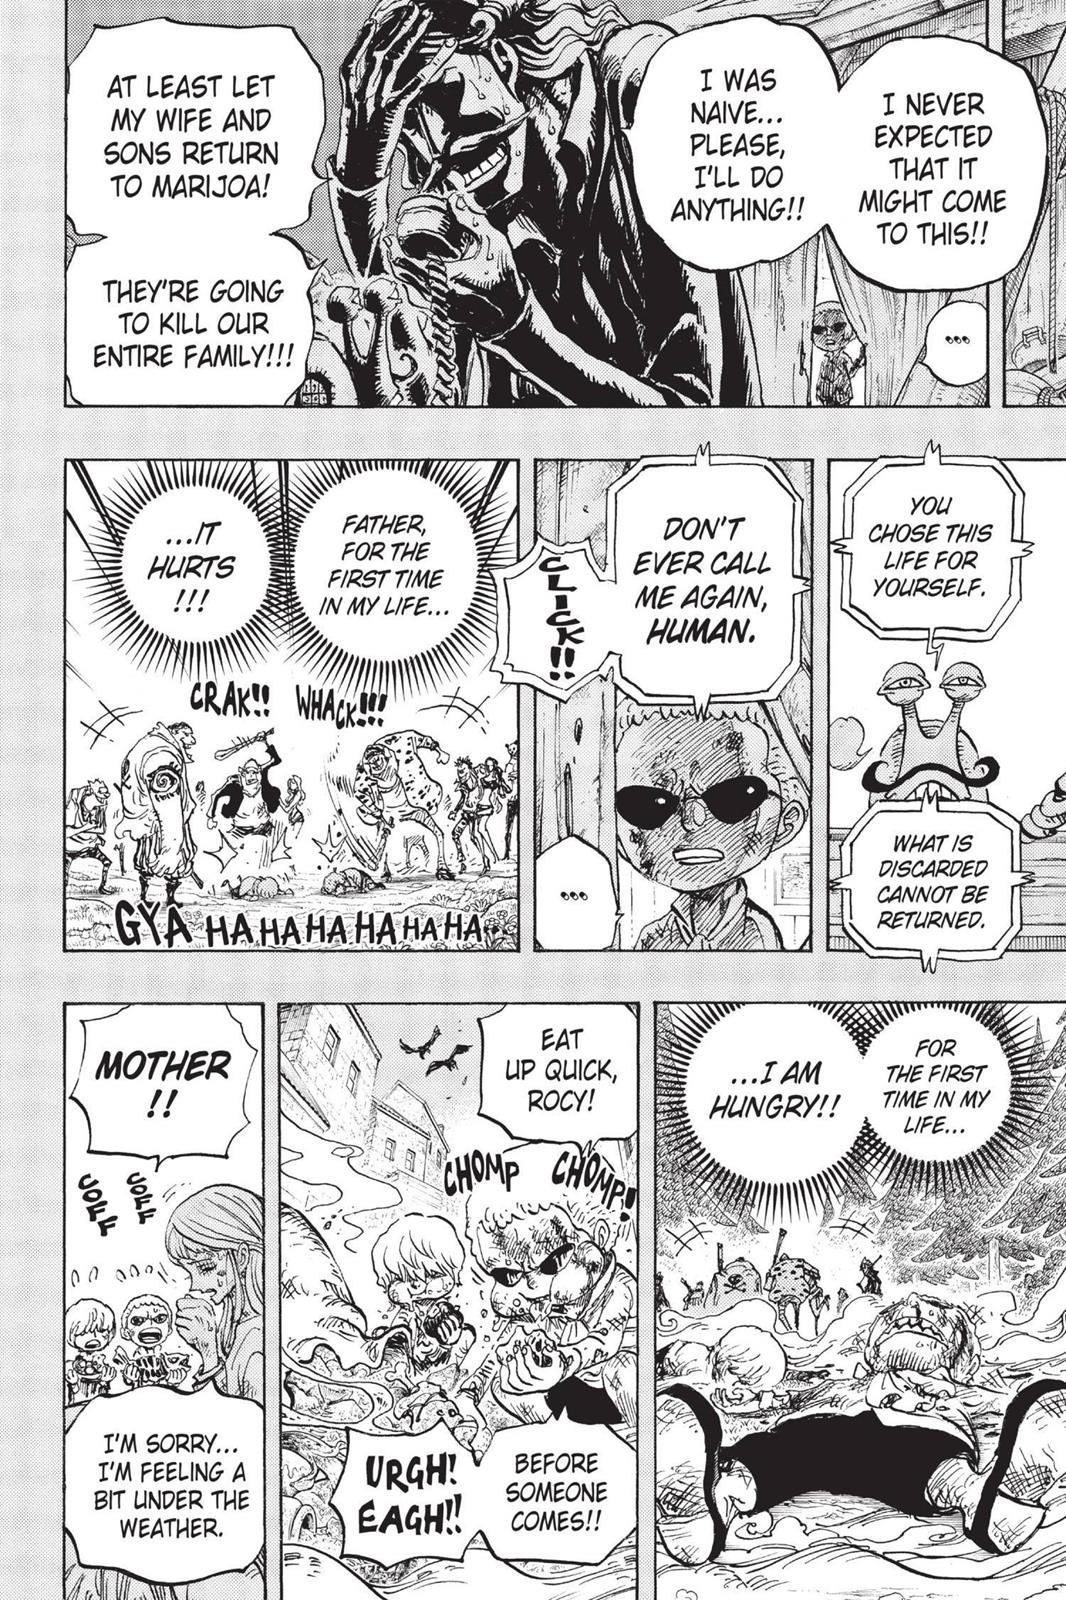 I NEVER
EXPECTED
THAT IT
MIGHT COME
TO THIS!!
I WAS
NAIVE...
PLEASE,
I'LL DO
ANYTHING!!
AT LEAST LET
MY WIFE AND
SONS RETURN
TO MARIJOA!
THEY'RE GOING
TO KILL OUR
ENTIRE FAMILY!!!
...
YOU
CHOSE THIS
LIFE FOR
YOURSELF.
WHAT IS
DISCARDED
CANNOT BE
RETURNED.
DON'T
EVER CALL
ME AGAIN,
HUMAN.
CLICK!!
...
FATHER,
FOR THE
FIRST TIME
IN MY LIFE...
...IT
HURTS
!!!
WHACK!!!
CRAK!!
GYA HA HA HA HA HA HA...
FOR
THE FIRST
TIME IN MY
LIFE...
...I AM
HUNGRY!!
EAT
UP QUICK,
ROCY!
CHOMP CHOMP!
BEFORE
SOMEONE
COMES!!
URGH!
EAGH!!
MOTHER
!!
COFF
COFF
I'M SORRY...
I'M FEELING A
BIT UNDER THE
WEATHER.